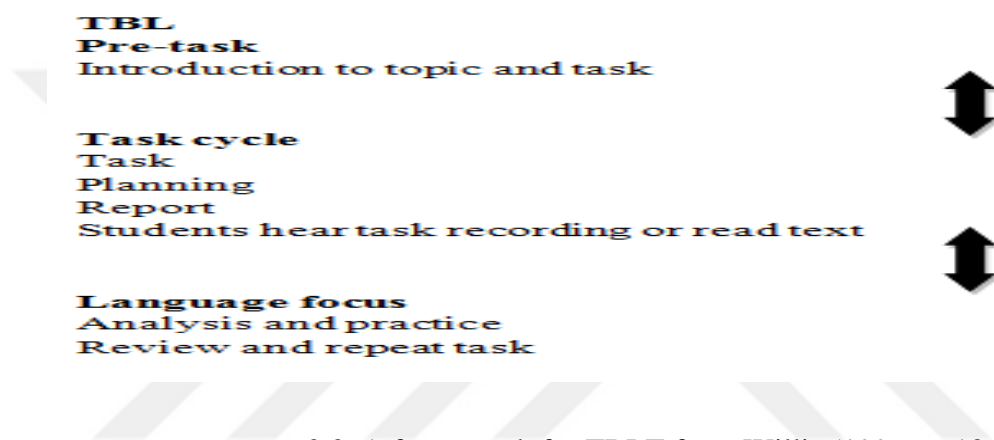 TBL
Pre-task
Introduction to topic and task
Task cycle
Task
Planning
Report
Students hear task recording or read text
Language focus
Analysis and practice
Review and repeat task